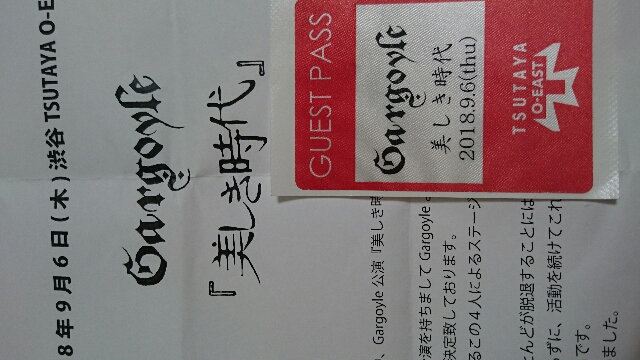 8年9月6日(木)渋谷 TSUTAYA O-E
Gargoyle
『美しき時代』
GUEST PASS
Gargoyle
美しき時代
2018.9.6(thu)
TSUTAYA
O-EAST
、Gargoyle 公演『美しき時
演を持ちまして Gargoyle
決定致しております。
るこの4人によるステージ
んどが脱退することには
ずに、活動を続けてこれ
です。
ました。